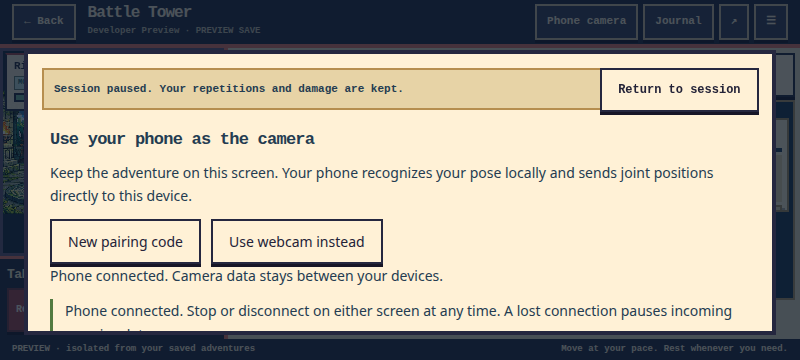 ← Back
Battle Tower
Developer Preview · PREVIEW SAVE
Phone camera
Journal
↗
☰
Session paused. Your repetitions and damage are kept.
Return to session
Use your phone as the camera
Keep the adventure on this screen. Your phone recognizes your pose locally and sends joint positions
directly to this device.
New pairing code
Use webcam instead
Phone connected. Camera data stays between your devices.
Phone connected. Stop or disconnect on either screen at any time. A lost connection pauses incoming
PREVIEW · isolated from your saved adventures
Move at your pace. Rest whenever you need.